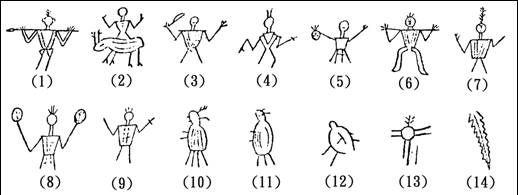 (1) (2) (3) (4) (5) (6) (7)
(8) (9) (10) (11) (12) (13) (14)